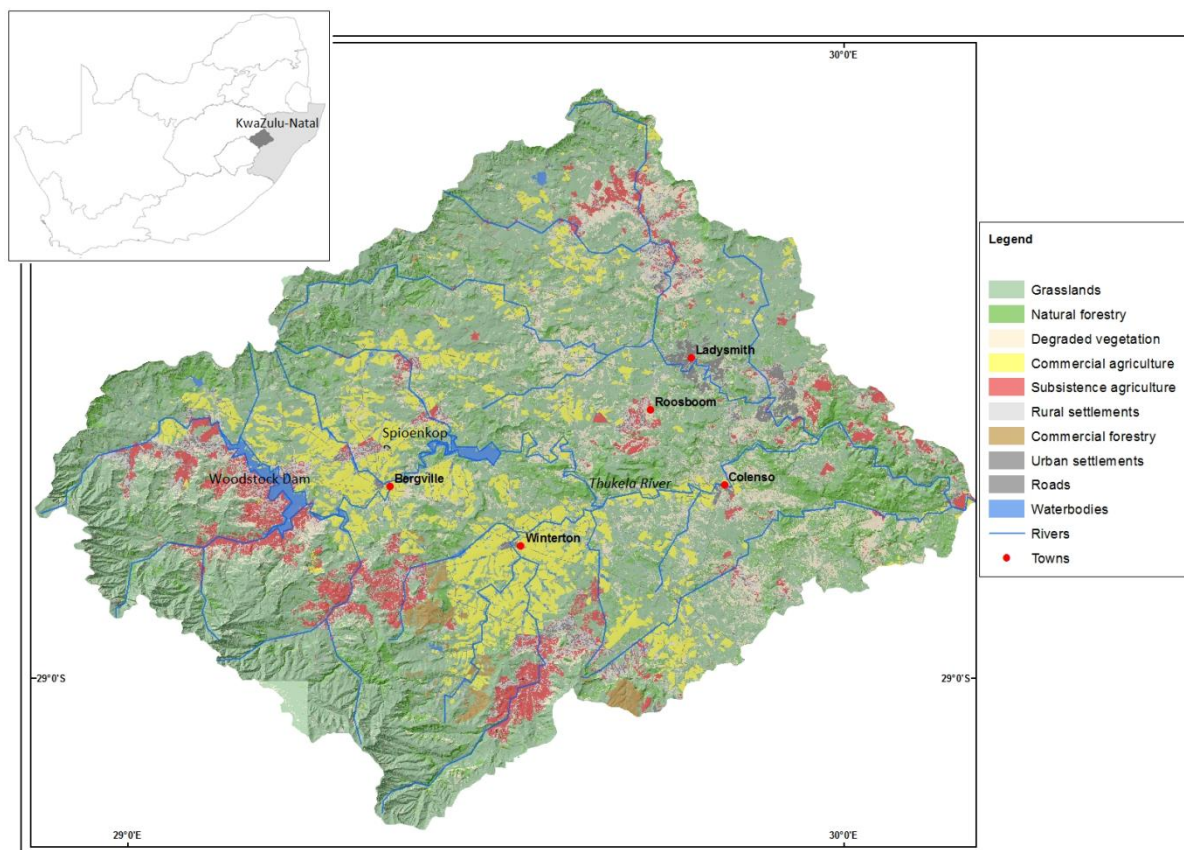 KwaZulu-Natal
30°0'E
Ladysmith
Roosboom
Spioenkop
Woodstock Dam
Bergville
Thukela River
Colenso
Winterton
29°0'S
29°0'S
29°0'E
30°0'E
Legend
Grasslands
Natural forestry
Degraded vegetation
Commercial agriculture
Subsistence agriculture
Rural settlements
Commercial forestry
Urban settlements
Roads
Waterbodies
Rivers
Towns